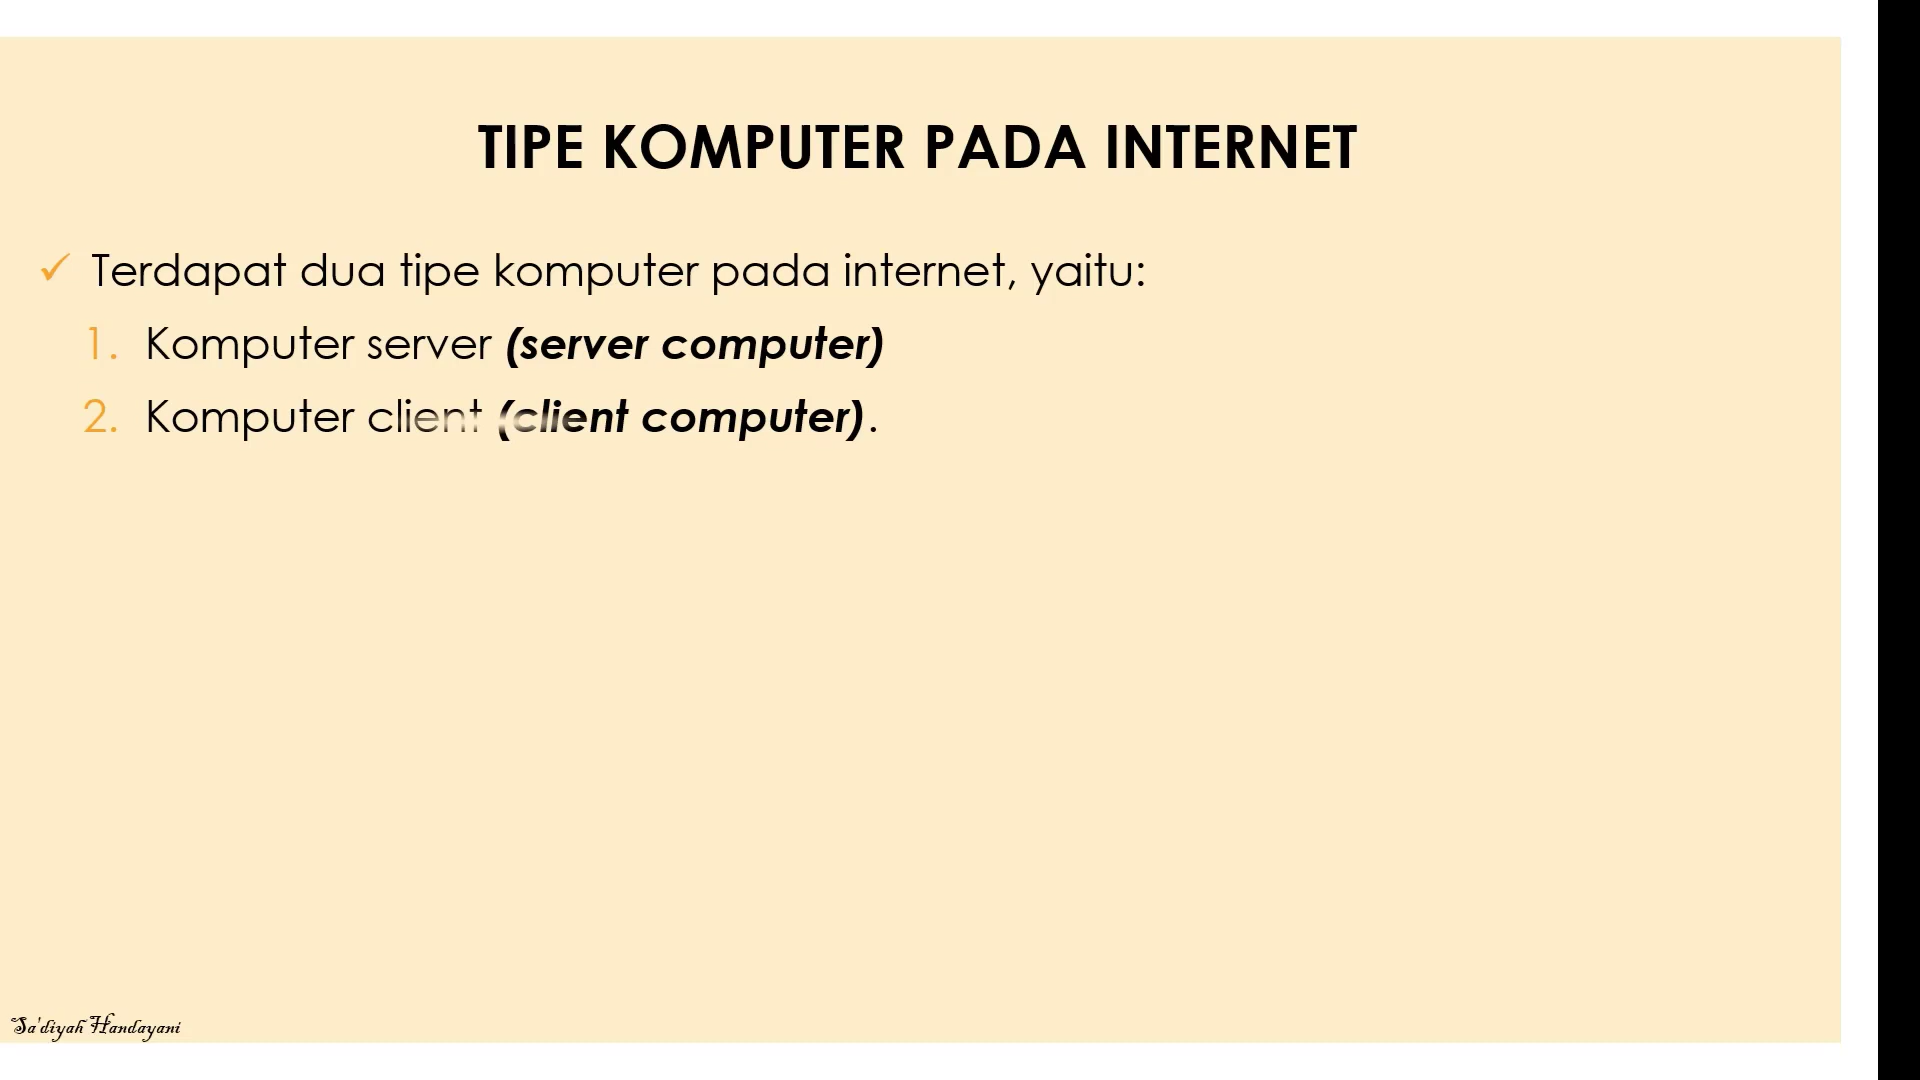 TIPE KOMPUTER PADA INTERNET
✓ Terdapat dua tipe komputer pada internet, yaitu:
1. Komputer server (server computer)
2. Komputer client (client computer).
Sa'diyah Handayani